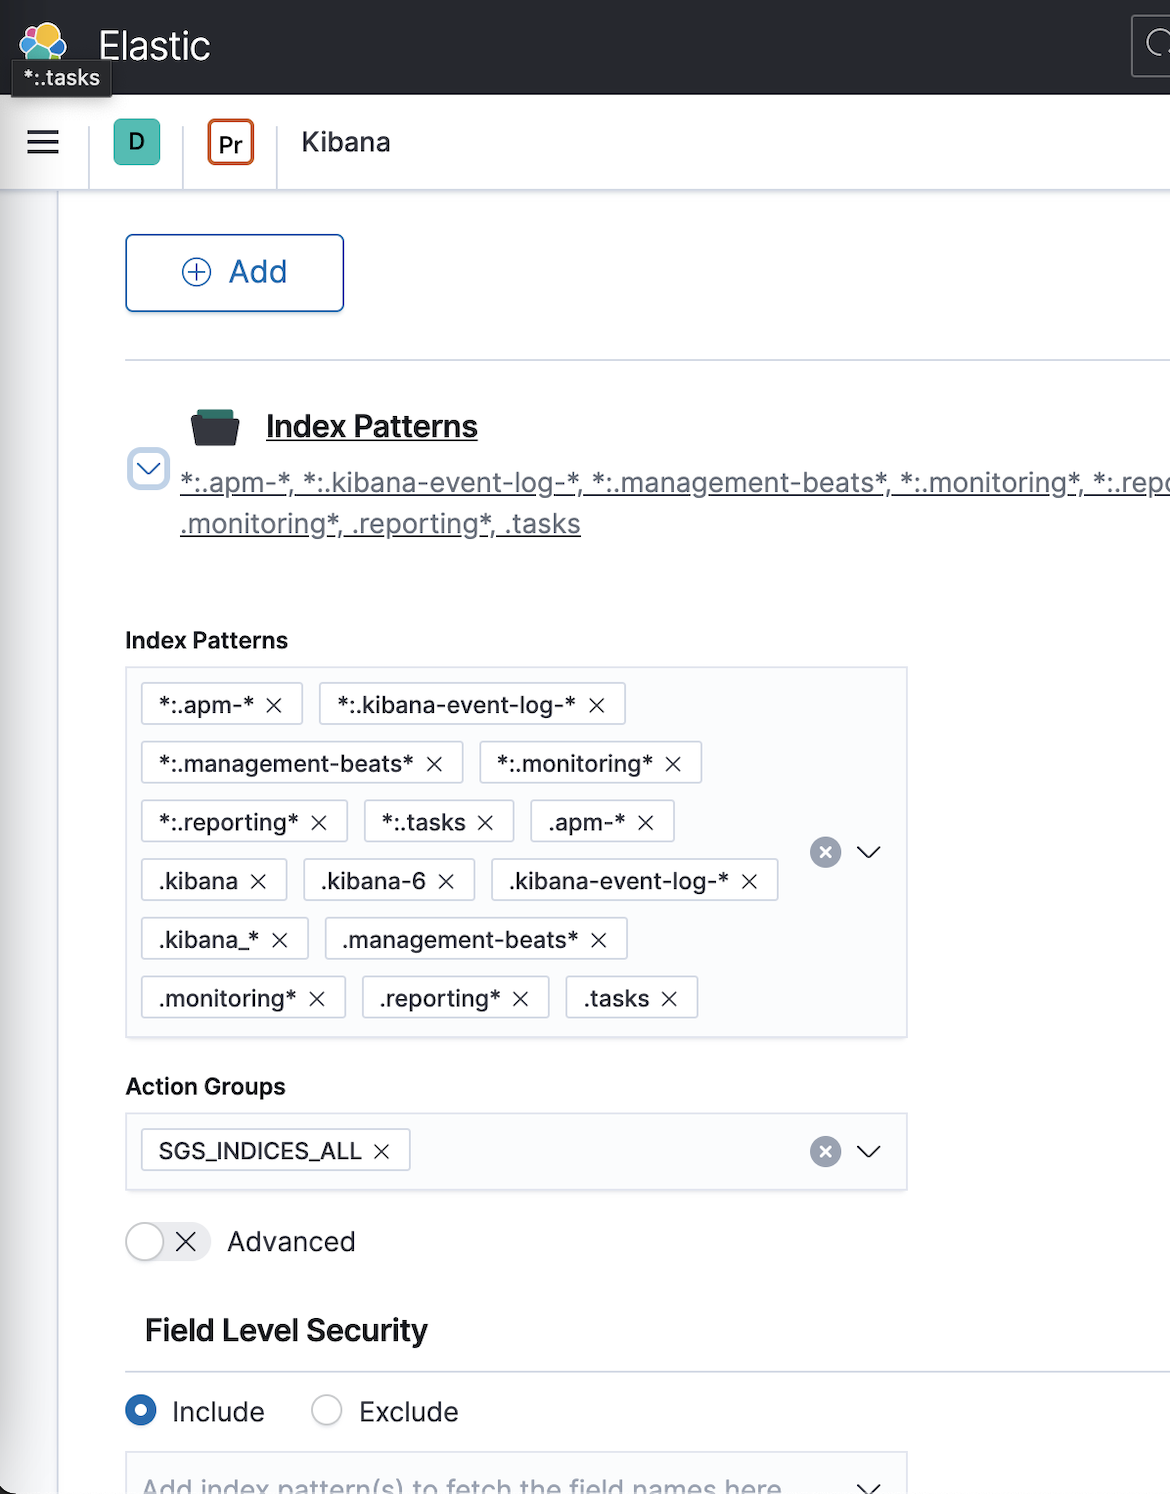 Elastic
*:.tasks
D
Pr
Kibana
Add
Index Patterns
*:.apm-*, *:.kibana-event-log-*, *:.management-beats*, *:.monitoring*, *:.repo
.monitoring*, .reporting*, .tasks
Index Patterns
*:.apm-* *:.kibana-event-log-*
*:.management-beats* *:.monitoring*
*:.reporting* *:.tasks .apm-*
.kibana .kibana-6 .kibana-event-log-*
.kibana_* .management-beats*
.monitoring* .reporting* .tasks
Action Groups
SGS_INDICES_ALL
Advanced
Field Level Security
Include Exclude
Add index pattern(s) to fetch the field names here